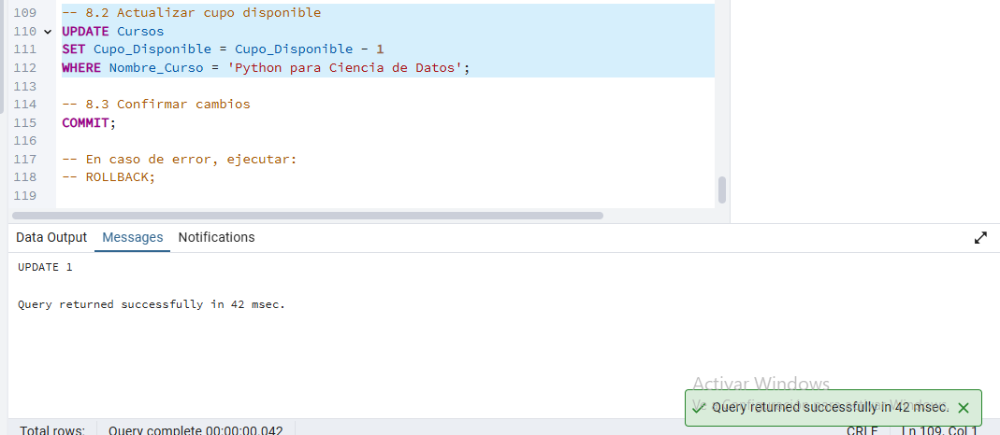 109 -- 8.2 Actualizar cupo disponible
110 UPDATE Cursos
111 SET Cupo_Disponible = Cupo_Disponible - 1
112 WHERE Nombre_Curso = 'Python para Ciencia de Datos';
113
114 -- 8.3 Confirmar cambios
115 COMMIT;
116
117 -- En caso de error, ejecutar:
118 -- ROLLBACK;
119
Data Output Messages Notifications
UPDATE 1
Query returned successfully in 42 msec.
Activar Windows
Query returned successfully in 42 msec.
Total rows: Query complete 00:00:00.042 CRLF Ln 109, Col 1